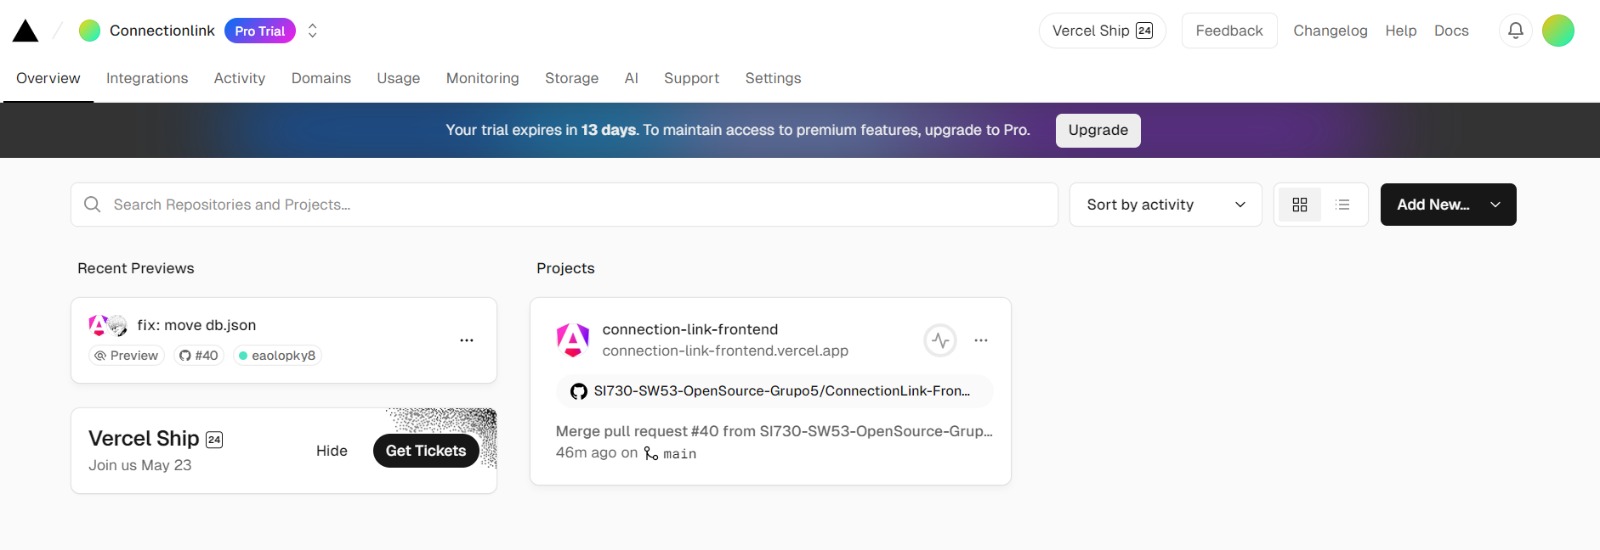 Connectionlink Pro Trial Vercel Ship 24 Feedback Changelog Help Docs
Overview Integrations Activity Domains Usage Monitoring Storage AI Support Settings
Your trial expires in 13 days. To maintain access to premium features, upgrade to Pro. Upgrade
Search Repositories and Projects... Sort by activity Add New...
Recent Previews
fix: move db.json
Preview #40 eaolopky8
Vercel Ship 24
Join us May 23
Hide Get Tickets
Projects
connection-link-frontend
connection-link-frontend.vercel.app
SI730-SW53-OpenSource-Grupo5/ConnectionLink-Fron...
Merge pull request #40 from SI730-SW53-OpenSource-Grup...
46m ago on main